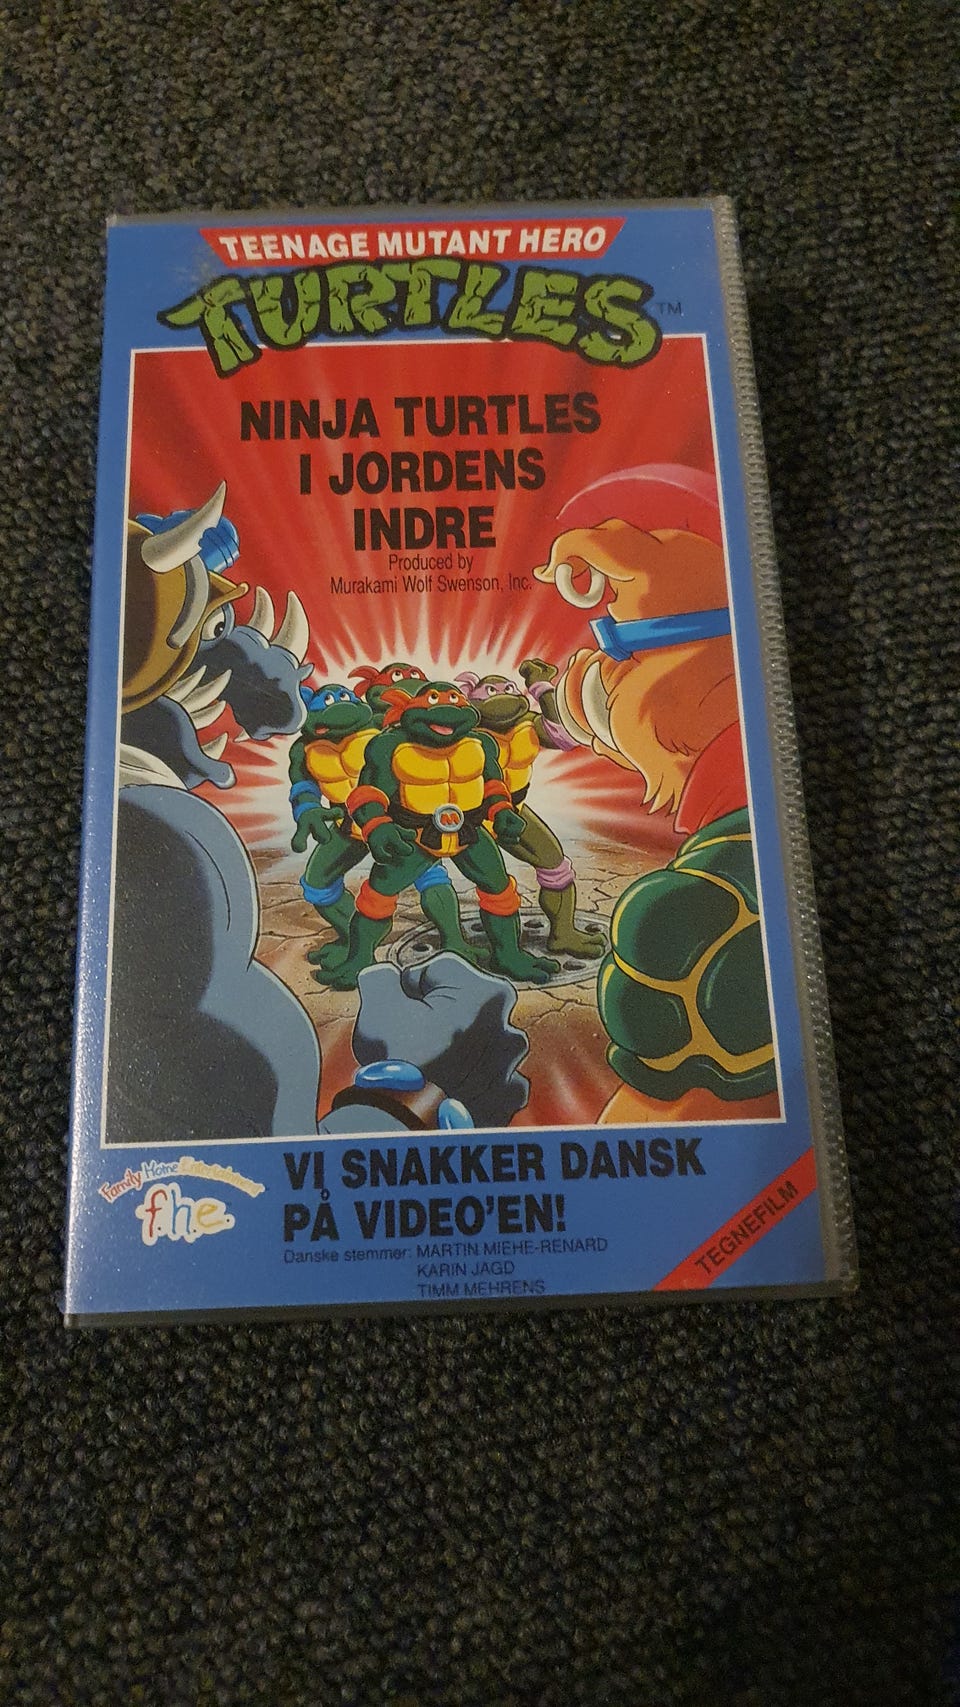 TEENAGE MUTANT HERO
TURTLES TM
NINJA TURTLES
I JORDENS
INDRE
Produced by
Murakami Wolf Swenson, Inc.
M
Family Home Entertainment
f.h.e.
VI SNAKKER DANSK
PÅ VIDEO'EN!
Danske stemmer: MARTIN MIEHE-RENARD
KARIN JAGD
TIMM MEHRENS
TEGNEFILM